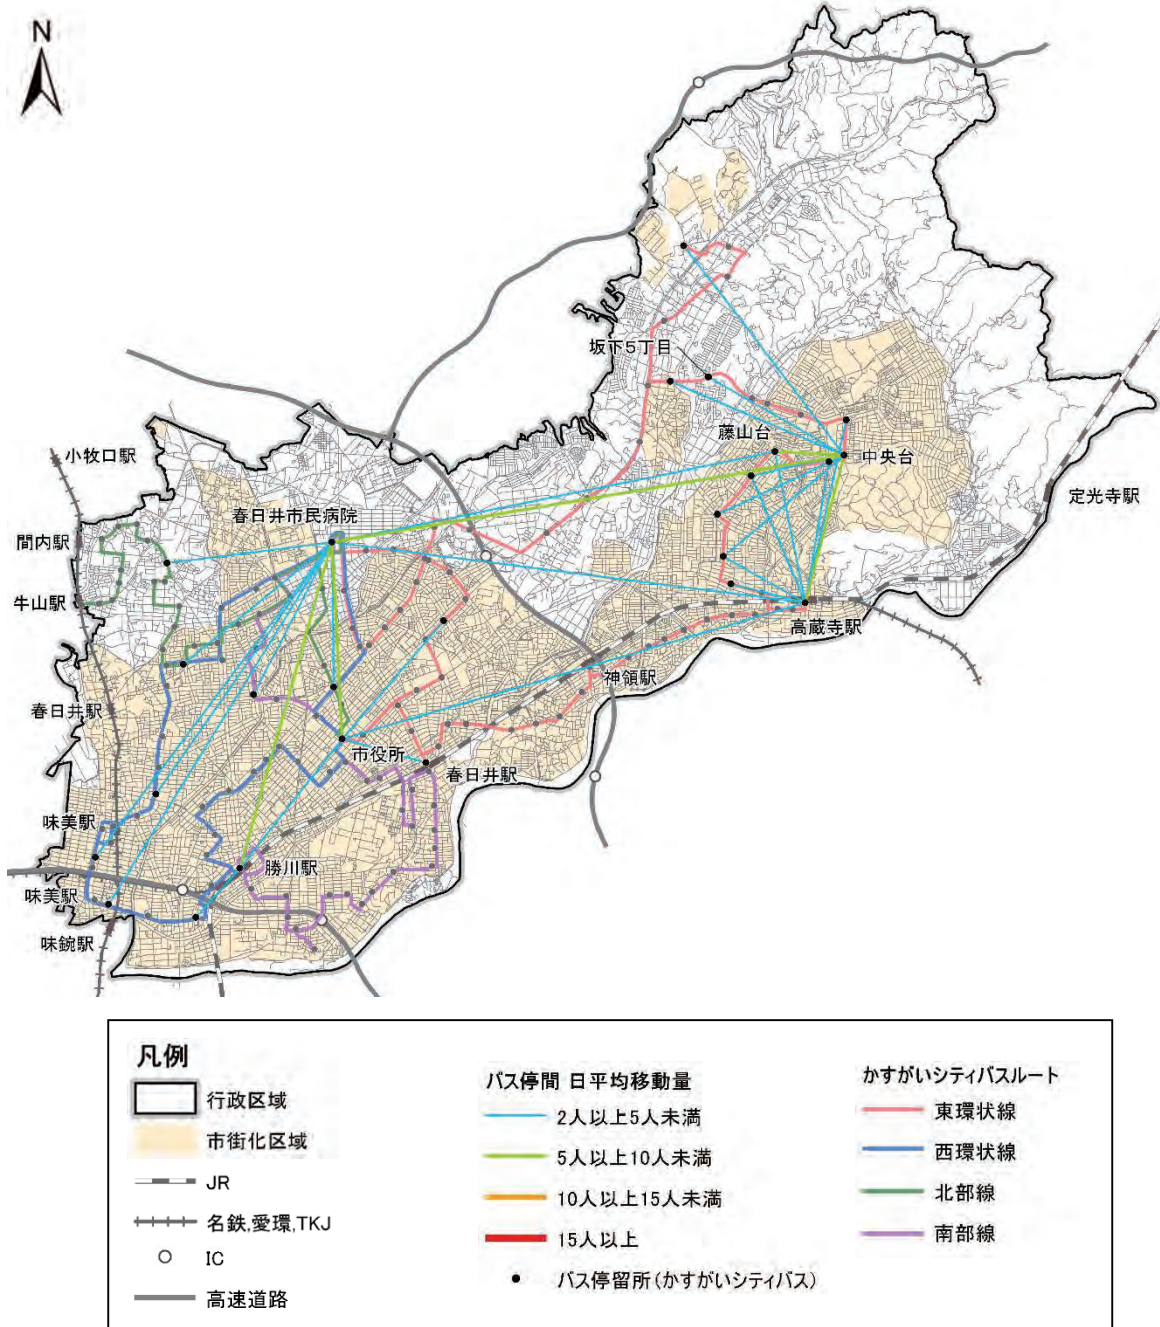 N
坂下5丁目
藤山台
中央台
小牧口駅
定光寺駅
春日井市民病院
間内駅
牛山駅
高蔵寺駅
神領駅
春日井駅
市役所
春日井駅
味美駅
勝川駅
味美駅
味鋺駅
凡例
行政区域
市街化区域
JR
名鉄,愛環,TKJ
IC
高速道路
バス停間 日平均移動量
2人以上5人未満
5人以上10人未満
10人以上15人未満
15人以上
バス停留所(かすがいシティバス)
かすがいシティバスルート
東環状線
西環状線
北部線
南部線